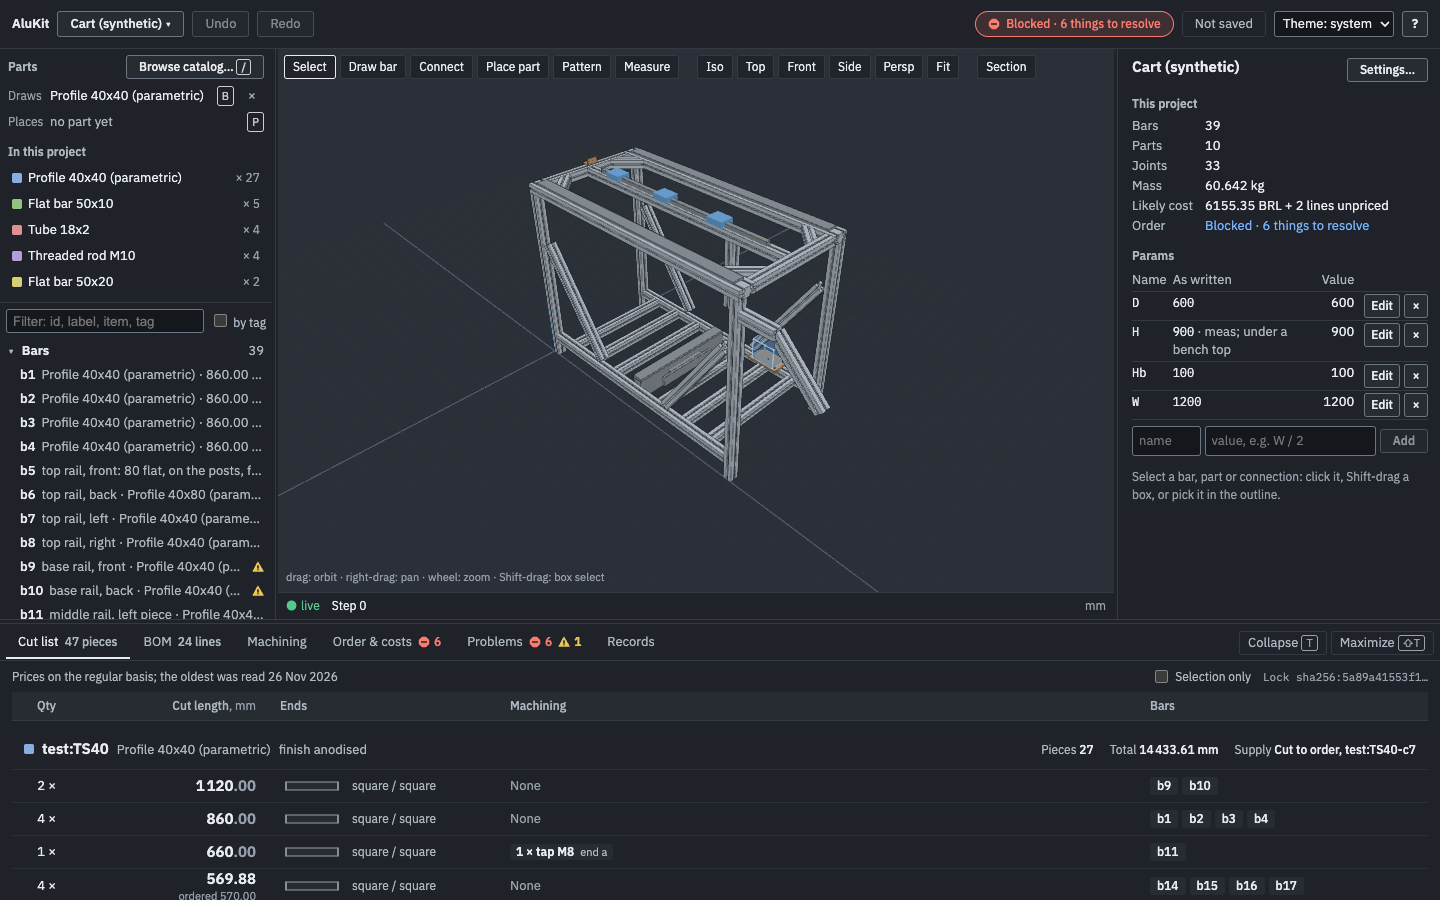 AluKit Cart (synthetic) ▾ Undo Redo Blocked · 6 things to resolve Not saved Theme: system ?
Parts Browse catalog... /
Draws Profile 40x40 (parametric) B ×
Places no part yet P
In this project
Profile 40x40 (parametric) × 27
Flat bar 50x10 × 5
Tube 18x2 × 4
Threaded rod M10 × 4
Flat bar 50x20 × 2
Filter: id, label, item, tag by tag
Bars 39
b1 Profile 40x40 (parametric) · 860.00 ...
b2 Profile 40x40 (parametric) · 860.00 ...
b3 Profile 40x40 (parametric) · 860.00 ...
b4 Profile 40x40 (parametric) · 860.00 ...
b5 top rail, front: 80 flat, on the posts, f...
b6 top rail, back · Profile 40x80 (param...
b7 top rail, left · Profile 40x40 (parame...
b8 top rail, right · Profile 40x40 (param...
b9 base rail, front · Profile 40x40 (p...
b10 base rail, back · Profile 40x40 (...
b11 middle rail, left piece · Profile 40x4...
Select Draw bar Connect Place part Pattern Measure Iso Top Front Side Persp Fit Section
drag: orbit · right-drag: pan · wheel: zoom · Shift-drag: box select
live Step 0 mm
Cart (synthetic) Settings...
This project
Bars 39
Parts 10
Joints 33
Mass 60.642 kg
Likely cost 6155.35 BRL + 2 lines unpriced
Order Blocked · 6 things to resolve
Params
Name As written Value
D 600 600 Edit ×
H 900 · meas; under a bench top 900 Edit ×
Hb 100 100 Edit ×
W 1200 1200 Edit ×
name value, e.g. W / 2 Add
Select a bar, part or connection: click it, Shift-drag a
box, or pick it in the outline.
Cut list 47 pieces BOM 24 lines Machining Order & costs 6 Problems 6 1 Records Collapse T Maximize ⇧T
Prices on the regular basis; the oldest was read 26 Nov 2026 Selection only Lock sha256:5a89a41553f1...
Qty Cut length, mm Ends Machining Bars
test:TS40 Profile 40x40 (parametric) finish anodised Pieces 27 Total 14 433.61 mm Supply Cut to order, test:TS40-c7
2 × 1 120.00 square / square None b9 b10
4 × 860.00 square / square None b1 b2 b3 b4
1 × 660.00 square / square 1 × tap M8 end a b11
4 × 569.88 square / square None b14 b15 b16 b17
ordered 570.00